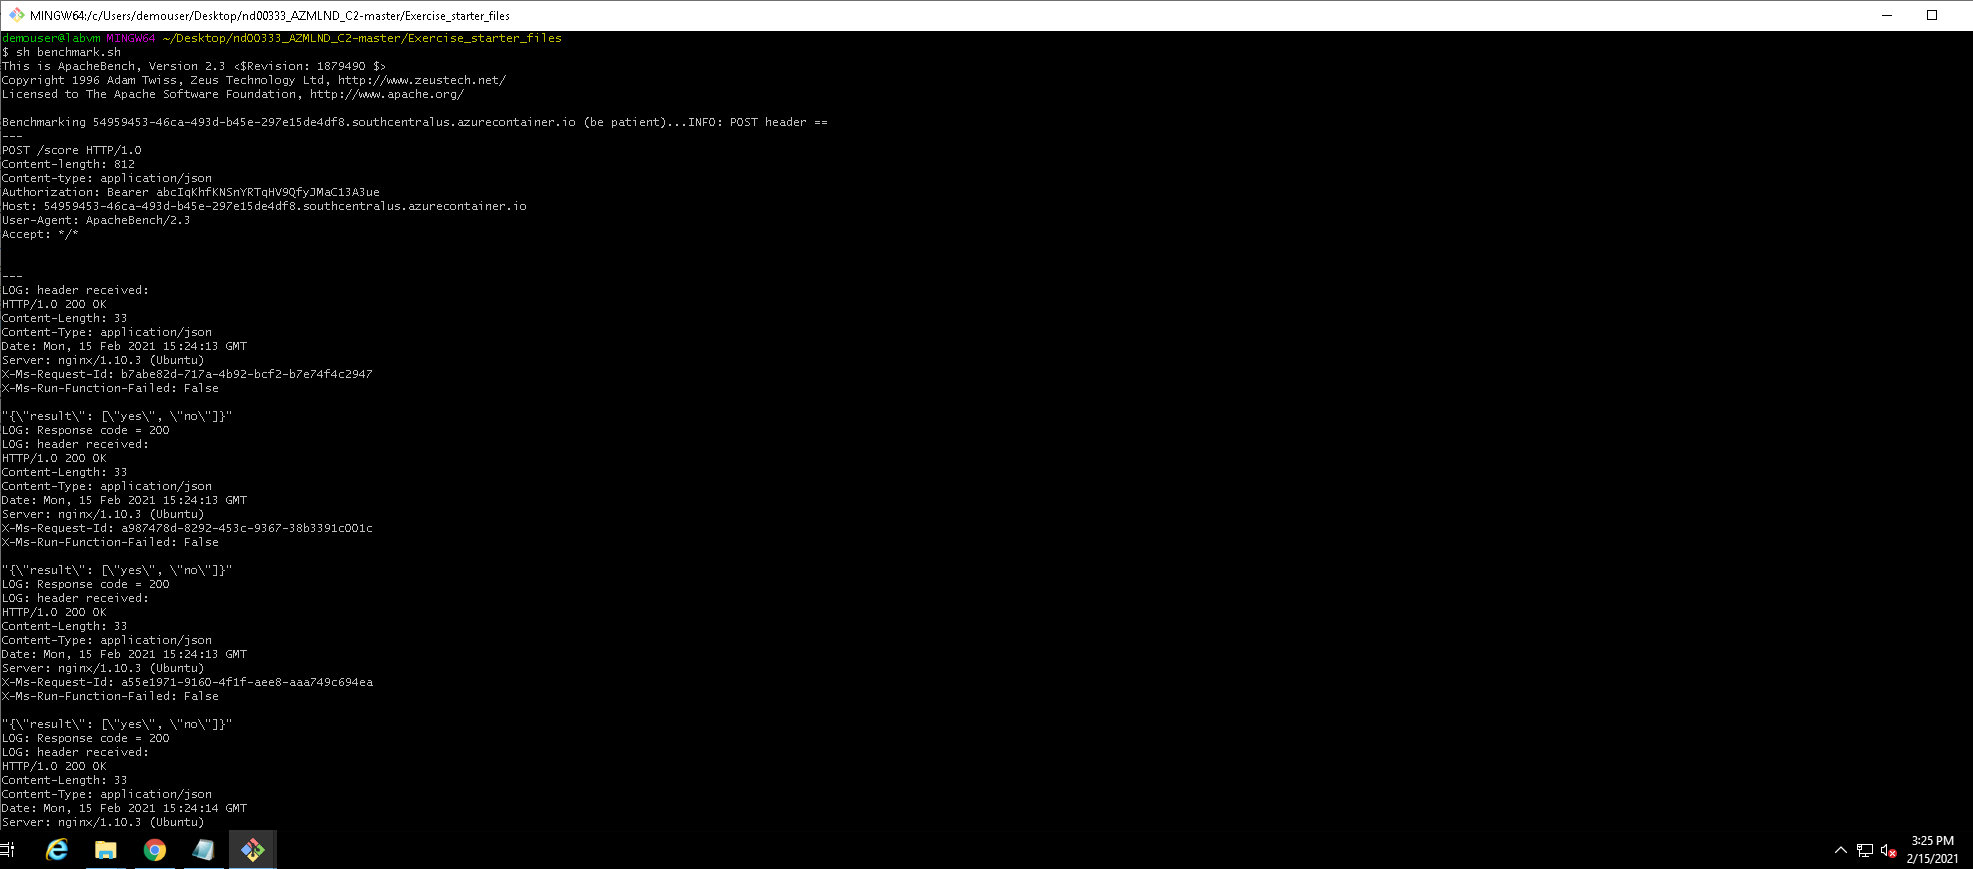 MINGW64:/c/Users/demouser/Desktop/nd00333_AZMLND_C2-master/Exercise_starter_files
demouser@labvm MINGW64 ~/Desktop/nd00333_AZMLND_C2-master/Exercise_starter_files
$ sh benchmark.sh
This is ApacheBench, Version 2.3 <$Revision: 1879490 $>
Copyright 1996 Adam Twiss, Zeus Technology Ltd, http://www.zeustech.net/
Licensed to The Apache Software Foundation, http://www.apache.org/
Benchmarking 54959453-46ca-493d-b45e-297e15de4df8.southcentralus.azurecontainer.io (be patient)...INFO: POST header ==
---
POST /score HTTP/1.0
Content-length: 812
Content-type: application/json
Authorization: Bearer abcIqKhfKNSnYRTqHV9QfyJMaC13A3ue
Host: 54959453-46ca-493d-b45e-297e15de4df8.southcentralus.azurecontainer.io
User-Agent: ApacheBench/2.3
Accept: */*
---
LOG: header received:
HTTP/1.0 200 OK
Content-Length: 33
Content-Type: application/json
Date: Mon, 15 Feb 2021 15:24:13 GMT
Server: nginx/1.10.3 (Ubuntu)
X-Ms-Request-Id: b7abe82d-717a-4b92-bcf2-b7e74f4c2947
X-Ms-Run-Function-Failed: False
"{\"result\": [\"yes\", \"no\"]}"
LOG: Response code = 200
LOG: header received:
HTTP/1.0 200 OK
Content-Length: 33
Content-Type: application/json
Date: Mon, 15 Feb 2021 15:24:13 GMT
Server: nginx/1.10.3 (Ubuntu)
X-Ms-Request-Id: a987478d-8292-453c-9367-38b3391c001c
X-Ms-Run-Function-Failed: False
"{\"result\": [\"yes\", \"no\"]}"
LOG: Response code = 200
LOG: header received:
HTTP/1.0 200 OK
Content-Length: 33
Content-Type: application/json
Date: Mon, 15 Feb 2021 15:24:13 GMT
Server: nginx/1.10.3 (Ubuntu)
X-Ms-Request-Id: a55e1971-9160-4f1f-aee8-aaa749c694ea
X-Ms-Run-Function-Failed: False
"{\"result\": [\"yes\", \"no\"]}"
LOG: Response code = 200
LOG: header received:
HTTP/1.0 200 OK
Content-Length: 33
Content-Type: application/json
Date: Mon, 15 Feb 2021 15:24:14 GMT
Server: nginx/1.10.3 (Ubuntu)
3:25 PM
2/15/2021